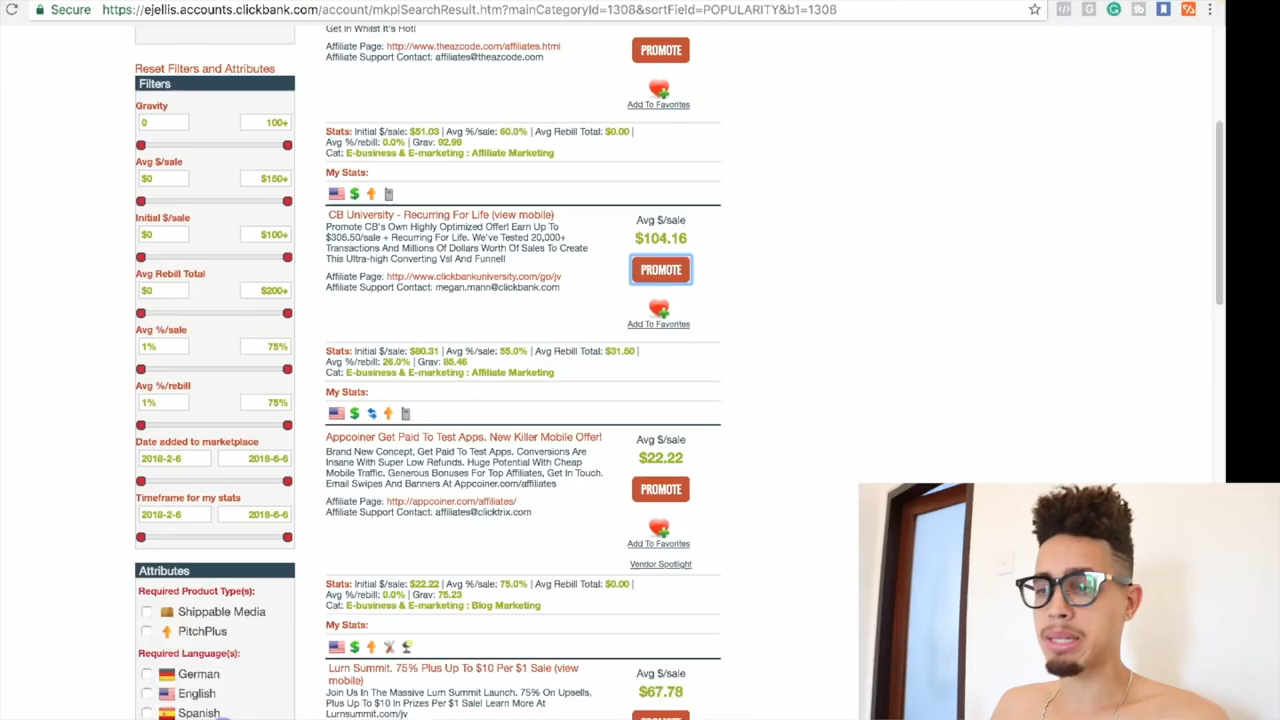 Secure https://ejellis.accounts.clickbank.com/account/mkplSearchResult.htm?mainCategoryId=1308&sortField=POPULARITY&b1=1308
Reset Filters and Attributes
Filters
Gravity
0 100+
Avg $/sale
$0 $150+
Initial $/sale
$0 $100+
Avg Rebill Total
$0 $200+
Avg %/sale
1% 75%
Avg %/rebill
1% 75%
Date added to marketplace
2018-2-6 2018-6-6
Timeframe for my stats
2018-2-6 2018-6-6
Attributes
Required Product Type(s):
Shippable Media
PitchPlus
Required Language(s):
German
English
Spanish
Get In Whilst It's Hot!
Affiliate Page: http://www.theazcode.com/affiliates.html
Affiliate Support Contact: affiliates@theazcode.com
PROMOTE
Add To Favorites
Stats: Initial $/sale: $51.03 | Avg %/sale: 60.0% | Avg Rebill Total: $0.00 |
Avg %/rebill: 0.0% | Grav: 92.99
Cat: E-business & E-marketing : Affiliate Marketing
My Stats:
CB University - Recurring For Life (view mobile)
Promote CB's Own Highly Optimized Offer! Earn Up To
$306.50/sale + Recurring For Life. We've Tested 20,000+
Transactions And Millions Of Dollars Worth Of Sales To Create
This Ultra-high Converting Vsl And Funnell
Affiliate Page: http://www.clickbankuniversity.com/go/jv
Affiliate Support Contact: megan.mann@clickbank.com
Avg $/sale
$104.16
PROMOTE
Add To Favorites
Stats: Initial $/sale: $80.31 | Avg %/sale: 55.0% | Avg Rebill Total: $31.50 |
Avg %/rebill: 26.0% | Grav: 85.46
Cat: E-business & E-marketing : Affiliate Marketing
My Stats:
Appcoiner Get Paid To Test Apps. New Killer Mobile Offer!
Brand New Concept, Get Paid To Test Apps. Conversions Are
Insane With Super Low Refunds. Huge Potential With Cheap
Mobile Traffic. Generous Bonuses For Top Affiliates, Get In Touch.
Email Swipes And Banners At Appcoiner.com/affiliates
Affiliate Page: http://appcoiner.com/affiliates/
Affiliate Support Contact: affiliates@clicktrix.com
Avg $/sale
$22.22
PROMOTE
Add To Favorites
Vendor Spotlight
Stats: Initial $/sale: $22.22 | Avg %/sale: 75.0% | Avg Rebill Total: $0.00 |
Avg %/rebill: 0.0% | Grav: 75.23
Cat: E-business & E-marketing : Blog Marketing
My Stats:
Lurn Summit. 75% Plus Up To $10 Per $1 Sale (view
mobile)
Join Us In The Massive Lurn Summit Launch. 75% On Upsells,
Plus Up To $10 In Prizes Per $1 Sale! Learn More At
Lurnsummit.com/jv
Avg $/sale
$67.78
PROMOTE